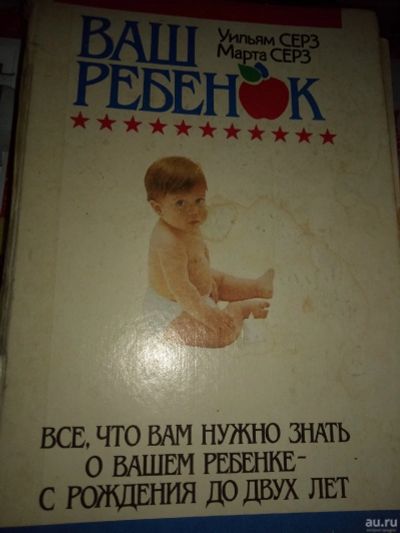 ВАШ
Уильям СЕРЗ
Марта СЕРЗ
РЕБЕНОК
ВСЕ, ЧТО ВАМ НУЖНО ЗНАТЬ
О ВАШЕМ РЕБЕНКЕ –
С РОЖДЕНИЯ ДО ДВУХ ЛЕТ
au.ru